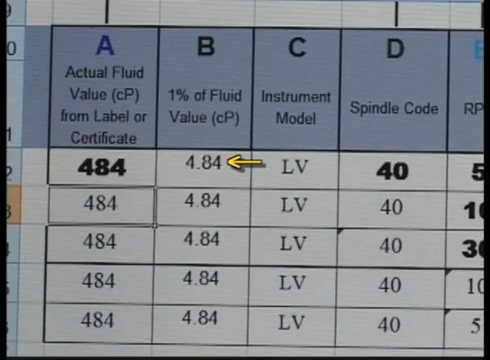 A B C D E
Actual Fluid Value (cP) from Label or Certificate
1% of Fluid Value (cP)
Instrument Model
Spindle Code
484 4.84 LV 40
484 4.84 LV 40
484 4.84 LV 40
484 4.84 LV 40
484 4.84 LV 40